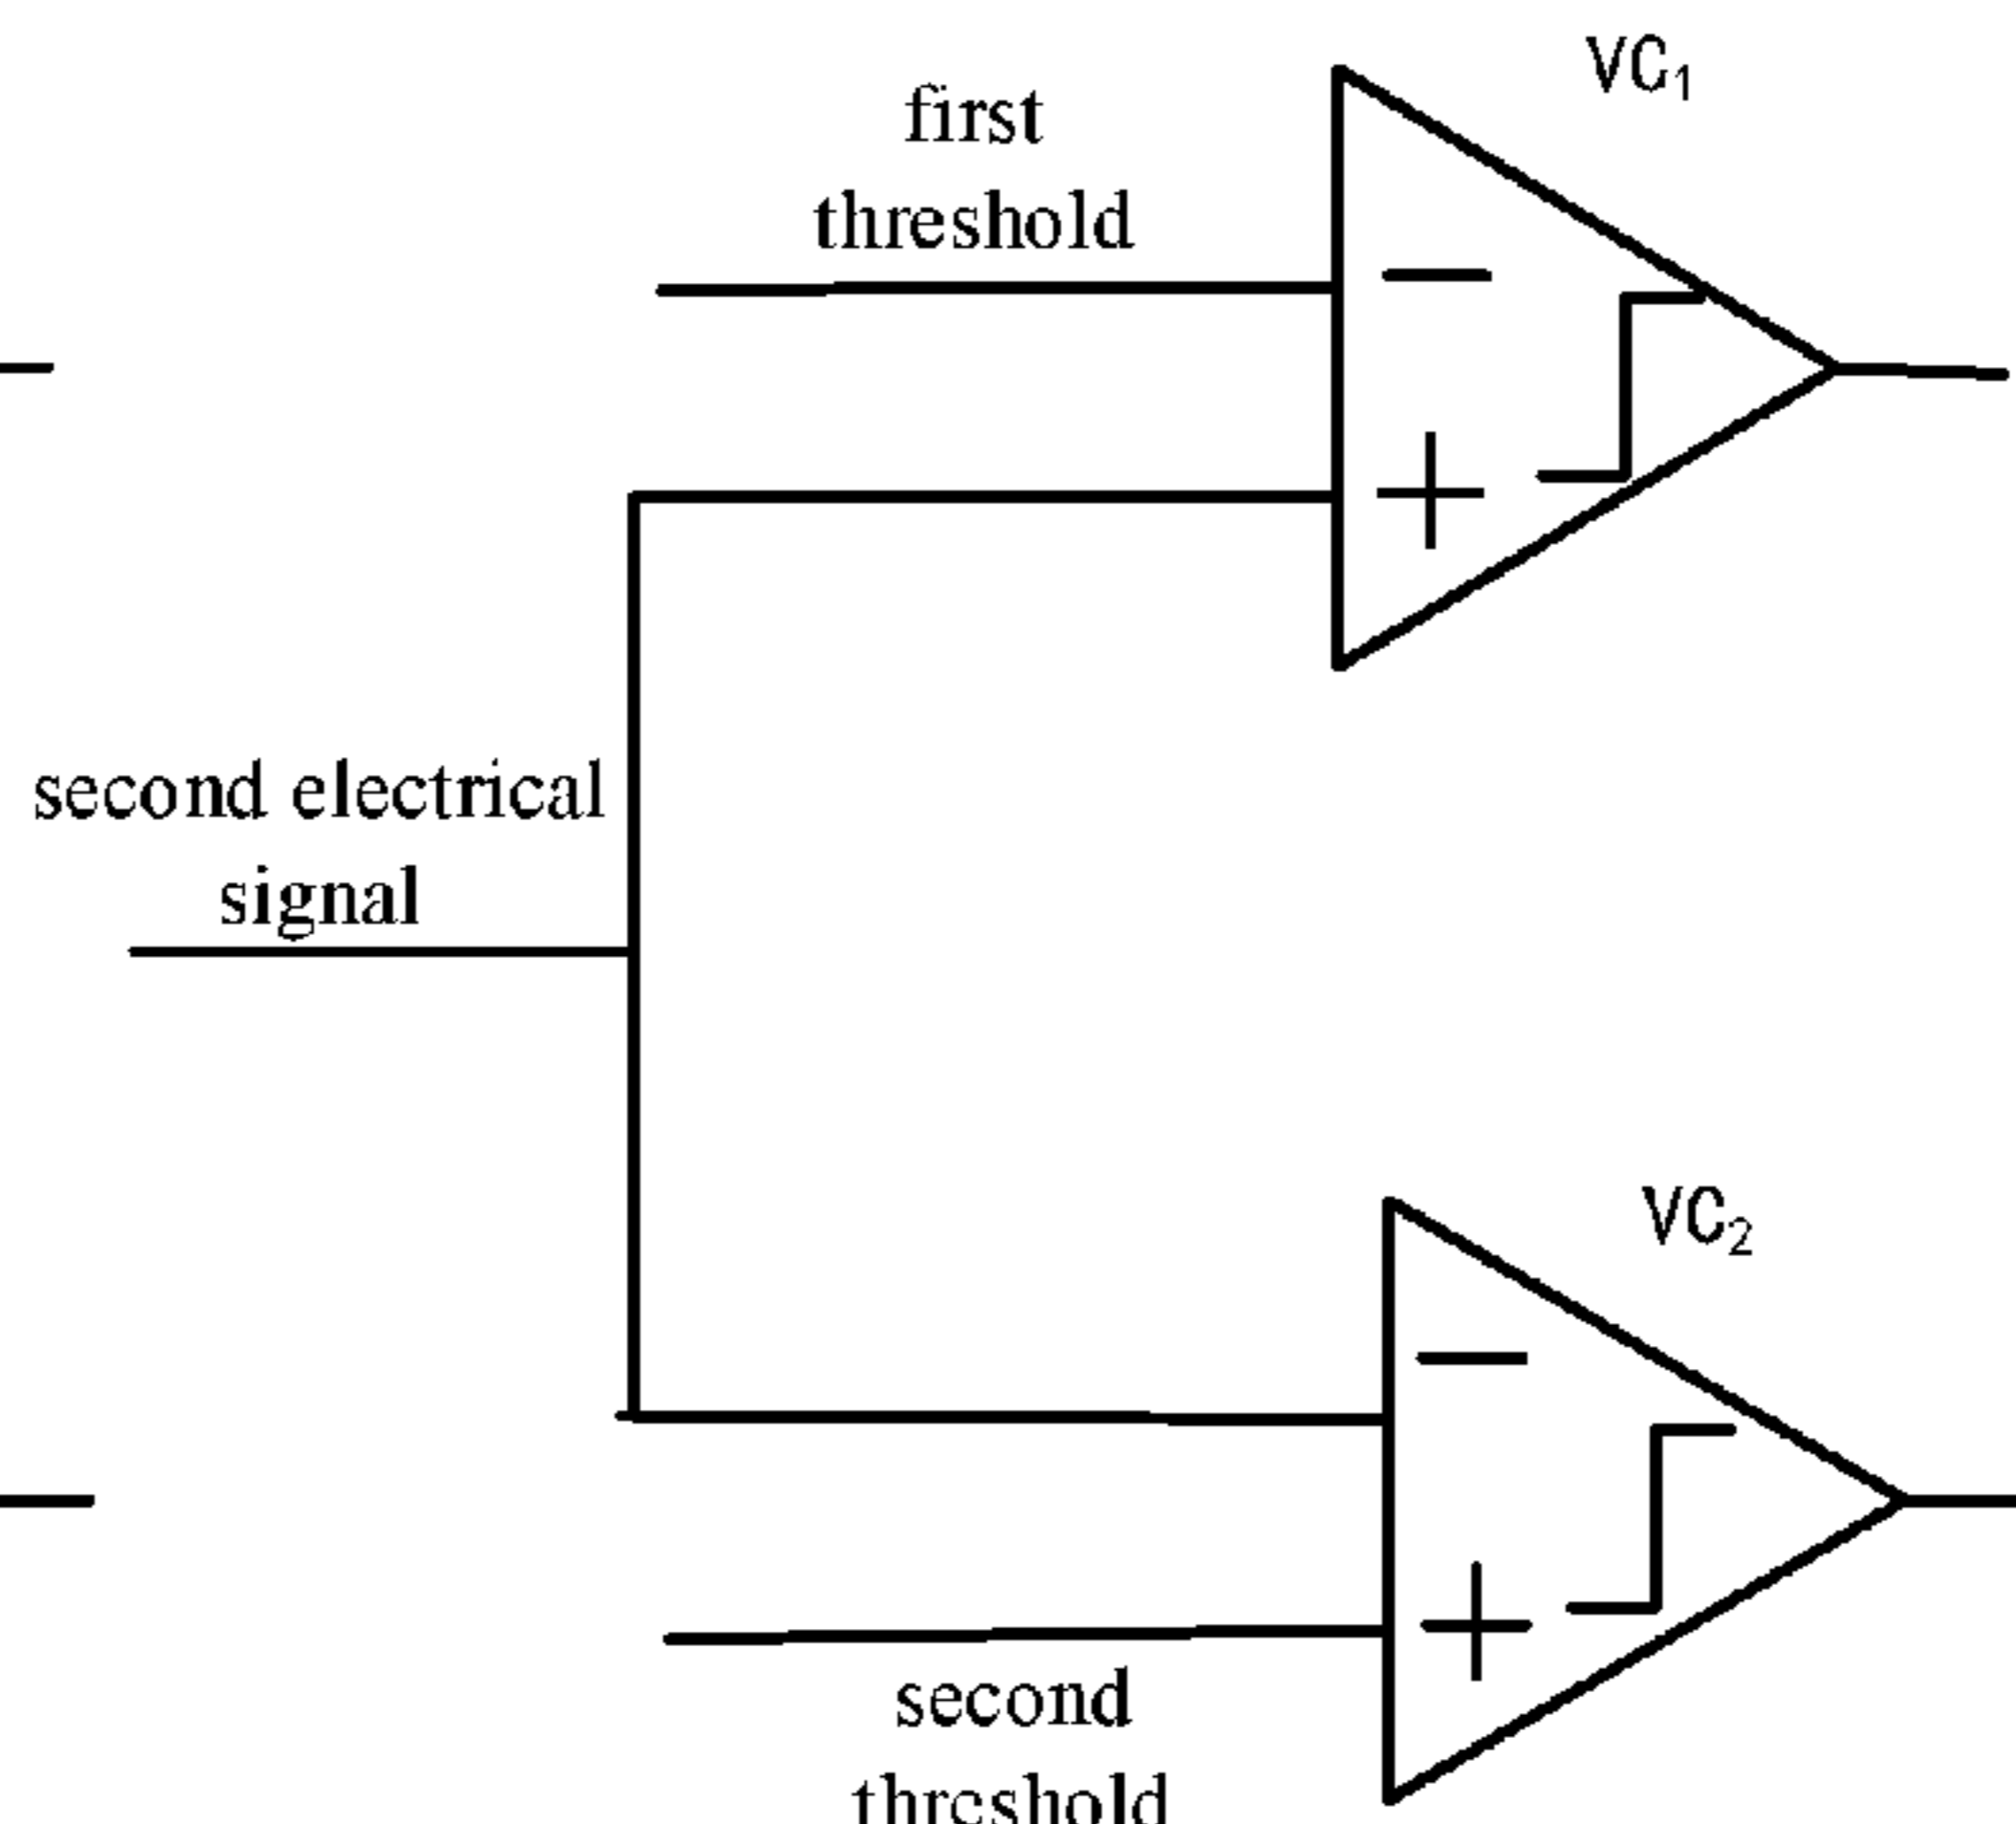 VC₁
first
threshold
second electrical
signal
VC₂
second
threshold